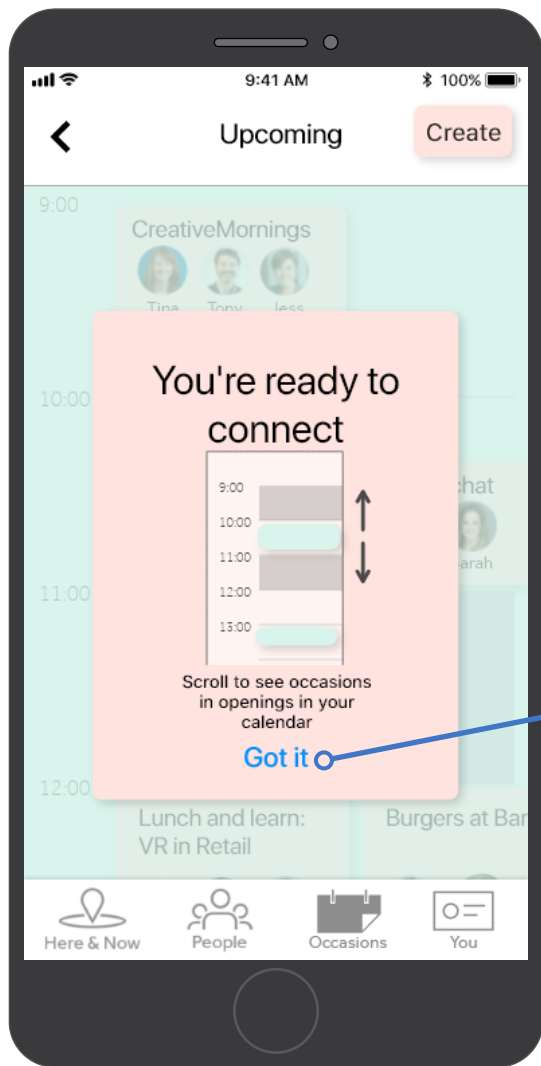 9:41 AM
100%
Upcoming
Create
9:00
CreativeMornings
Tina Tony Jess
You're ready to
connect
9:00
10:00
11:00
12:00
13:00
Scroll to see occasions
in openings in your
calendar
Got it
10:00
chat
arah
11:00
12:00
Lunch and learn:
VR in Retail
Burgers at Bar
Here & Now
People
Occasions
You